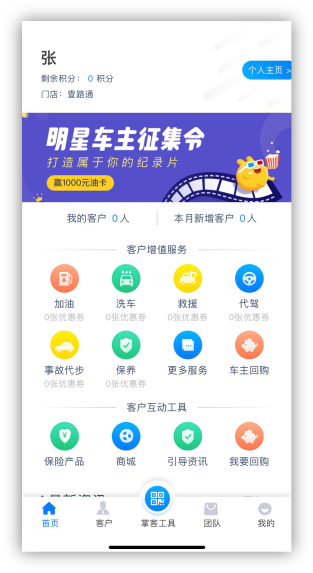 张
剩余积分： 0 积分
门店：壹路通
个人主页 >
明星车主征集令
打造属于你的纪录片
赢1000元油卡
我的客户 0 人 本月新增客户 0 人
客户增值服务
加油 洗车 救援 代驾
0张优惠券 0张优惠券 0张优惠券 0张优惠券
事故代步 保养 更多服务 车主回购
0张优惠券 0张优惠券
客户互动工具
保险产品 商城 引导资讯 我要回购
首页 客户 掌客工具 团队 我的